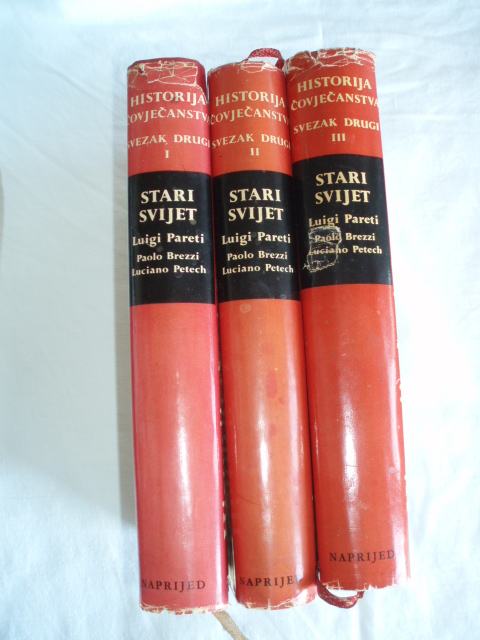 HISTORIJA
ČOVJEČANSTVA
SVEZAK DRUGI
I
STARI
SVIJET
Luigi Pareti
Paolo Brezzi
Luciano Petech
NAPRIJED
HISTORIJA
ČOVJEČANSTVA
SVEZAK DRUGI
II
STARI
SVIJET
Luigi Pareti
Paolo Brezzi
Luciano Petech
NAPRIJED
HISTORIJA
ČOVJEČANSTVA
SVEZAK DRUGI
III
STARI
SVIJET
Luigi Pareti
Paolo Brezzi
Luciano Petech
NAPRIJED